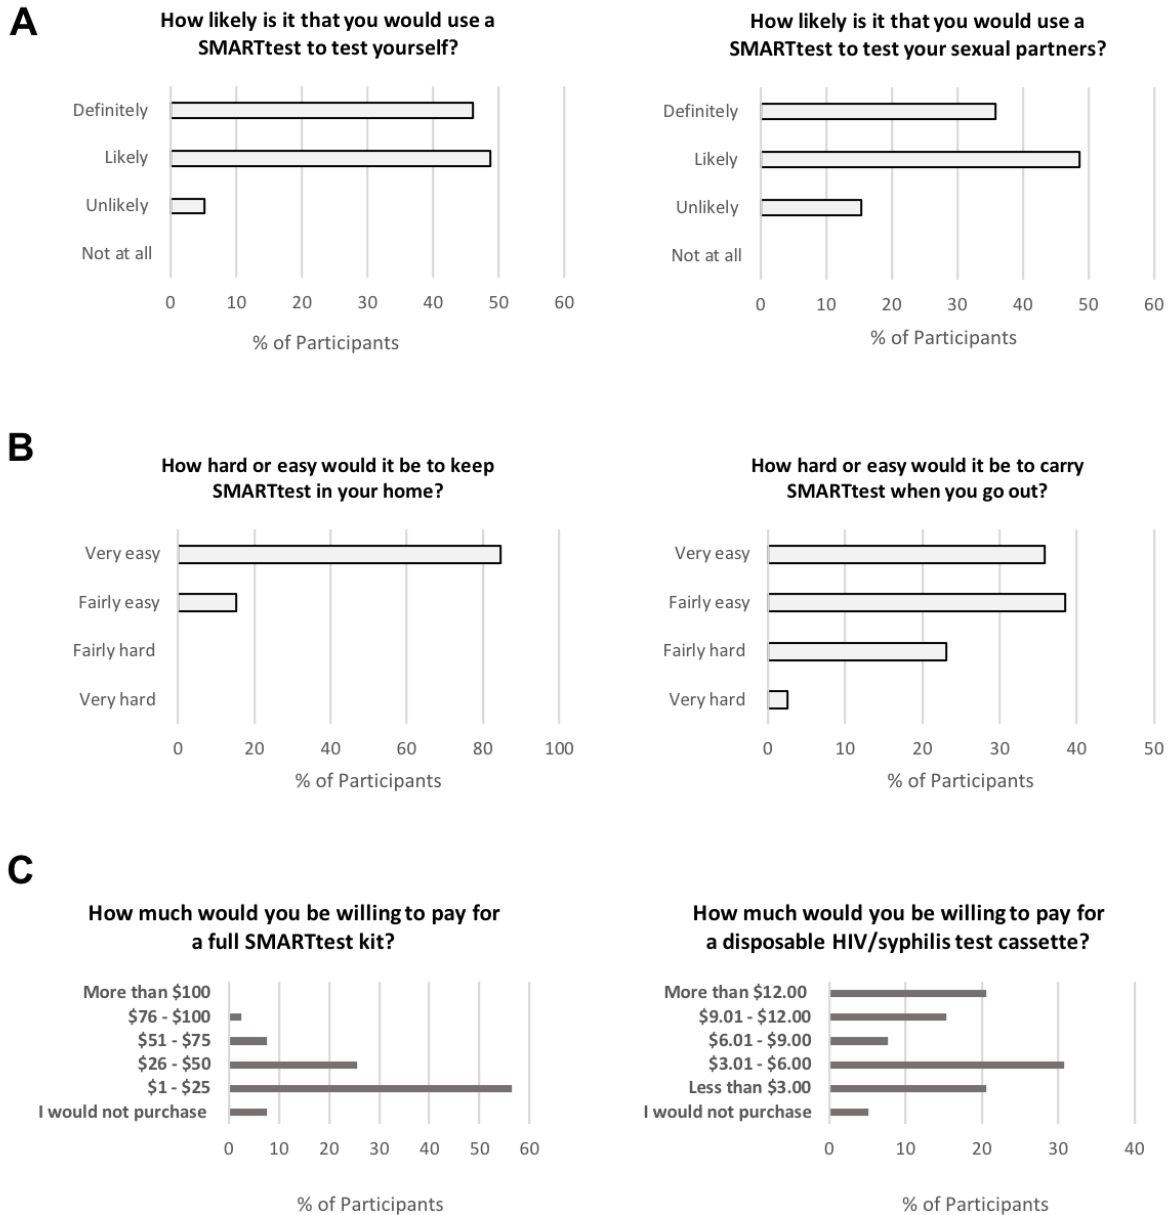 A
How likely is it that you would use a
SMARTtest to test yourself?
Definitely
Likely
Unlikely
Not at all
0 10 20 30 40 50 60
% of Participants
How likely is it that you would use a
SMARTtest to test your sexual partners?
Definitely
Likely
Unlikely
Not at all
0 10 20 30 40 50 60
% of Participants
B
How hard or easy would it be to keep
SMARTtest in your home?
Very easy
Fairly easy
Fairly hard
Very hard
0 20 40 60 80 100
% of Participants
How hard or easy would it be to carry
SMARTtest when you go out?
Very easy
Fairly easy
Fairly hard
Very hard
0 10 20 30 40 50
% of Participants
C
How much would you be willing to pay for
a full SMARTtest kit?
More than $100
$76 - $100
$51 - $75
$26 - $50
$1 - $25
I would not purchase
0 10 20 30 40 50 60
% of Participants
How much would you be willing to pay for
a disposable HIV/syphilis test cassette?
More than $12.00
$9.01 - $12.00
$6.01 - $9.00
$3.01 - $6.00
Less than $3.00
I would not purchase
0 10 20 30 40
% of Participants